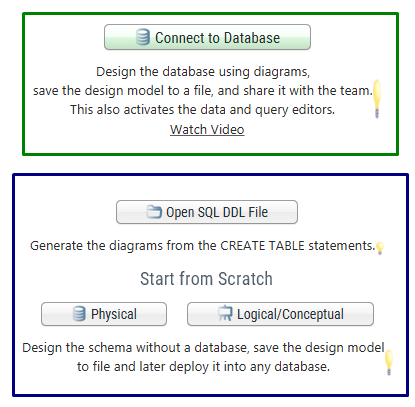 Connect to Database
Design the database using diagrams,
save the design model to a file, and share it with the team.
This also activates the data and query editors.
Watch Video
Open SQL DDL File
Generate the diagrams from the CREATE TABLE statements.
Start from Scratch
Physical
Logical/Conceptual
Design the schema without a database, save the design model
to file and later deploy it into any database.